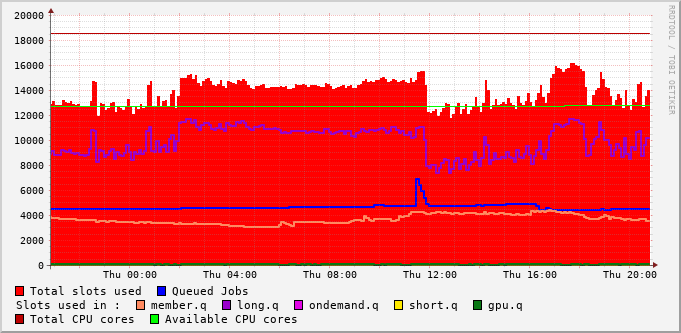 RRDTOOL / TOBI OETIKER
20000
18000
16000
14000
12000
10000
8000
6000
4000
2000
0
Thu 00:00 Thu 04:00 Thu 08:00 Thu 12:00 Thu 16:00 Thu 20:00
Total slots used Queued Jobs
Slots used in : member.q long.q ondemand.q short.q gpu.q
Total CPU cores Available CPU cores